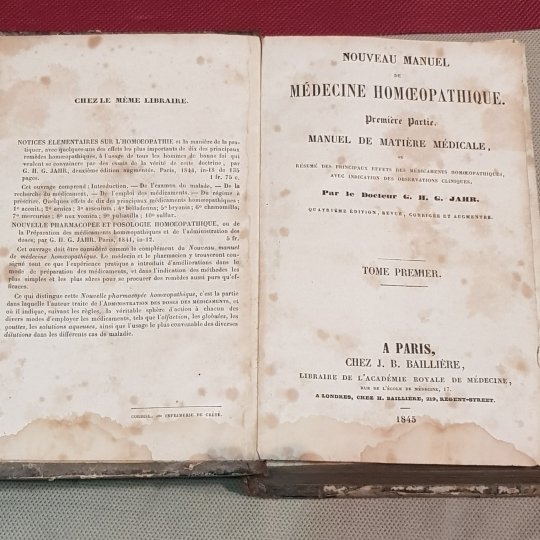 CHEZ LE MÊME LIBRAIRE.
NOTICES ÉLÉMENTAIRES SUR L'HOMŒOPATHIE et la manière de la pra-
tiquer, avec quelques-uns des effets les plus importants de dix des principaux
remèdes homœopathiques, à l'usage de tous les hommes de bonne foi qui
veulent se convaincre par des essais de la vérité de cette doctrine, par
G. H. G. JAHR, deuxième édition augmentée. Paris, 1844, in-18 de 135
pages. 1 fr. 75 c.
Cet ouvrage comprend : Introduction. — De l'examen du malade. — De la
recherche du médicament. — De l'emploi des médicaments. — Du régime à
prescrire. Quelques effets de dix des principaux médicaments homœopathiques:
1° aconit.; 2° arnica; 3° arsenicum; 4° belladonna; 5° bryonia; 6° chamomilla;
7° mercurius; 8° nux vomica; 9° pulsatilla; 10° sulfur.
NOUVELLE PHARMACOPÉE ET POSOLOGIE HOMŒOPATHIQUE, ou de
la Préparation des médicaments homœopathiques et de l'administration des
doses; par G. H. G. JAHR. Paris, 1841, in-12. 5 fr.
Cet ouvrage doit être considéré comme le complément du Nouveau manuel
de médecine homœopathique. Le médecin et le pharmacien y trouveront con-
signé tout ce que l'expérience pratique a introduit d'améliorations dans le
mode de préparation des médicaments, et dans l'indication des méthodes les
plus simples et les plus sûres pour se procurer des remèdes aussi purs qu'ef-
ficaces.
Ce qui distingue cette Nouvelle pharmacopée homœopathique, c'est la partie
dans laquelle l'auteur traite de l'ADMINISTRATION DES DOSES DES MÉDICAMENTS, et
où il indique, suivant les règles, la véritable sphère d'action à chacun des
divers modes d'employer les médicaments, tels que l'olfaction, les globules, les
gouttes, les solutions aqueuses, ainsi que l'usage le plus convenable des diverses
dilutions dans les différents cas de maladie.
CORBEIL, IMPRIMERIE DE CRÉTÉ.
NOUVEAU MANUEL
DE
MÉDECINE HOMŒOPATHIQUE.
Première Partie.
MANUEL DE MATIÈRE MÉDICALE,
OU
RÉSUMÉ DES PRINCIPAUX EFFETS DES MÉDICAMENTS HOMŒOPATHIQUES,
AVEC INDICATION DES OBSERVATIONS CLINIQUES,
Par le Docteur G. H. G. JAHR.
QUATRIÈME ÉDITION, REVUE, CORRIGÉE ET AUGMENTÉE.
TOME PREMIER.
A PARIS,
CHEZ J. B. BAILLIÈRE,
LIBRAIRE DE L'ACADÉMIE ROYALE DE MÉDECINE,
RUE DE L'ÉCOLE DE MÉDECINE, 17.
A LONDRES, CHEZ H. BAILLIÈRE, 219, REGENT-STREET.
1845